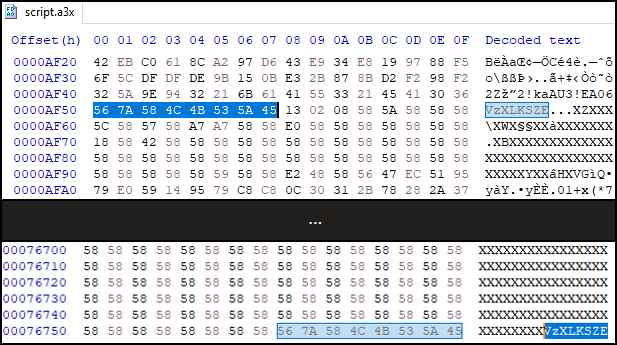 script.a3x
Offset(h) 00 01 02 03 04 05 06 07 08 09 0A 0B 0C 0D 0E 0F Decoded text
0000AF20 42 EB C0 61 8C A2 97 D6 43 E9 34 E8 19 97 88 F5 BëÀaŒ¢—ÖCé4è.—ˆõ
0000AF30 6F 5C DF DF DE 9B 15 0B E3 2B 87 8B D2 F2 98 F2 o\ßßÞ›..ã+‡‹Òò˜ò
0000AF40 32 5A 9E 94 32 21 6B 61 41 55 33 21 45 41 30 36 2Zž”2!kaAU3!EA06
0000AF50 56 7A 58 4C 4B 53 5A 45 13 02 08 58 5A 58 58 58 VzXLKSZE...XZXXX
0000AF60 5C 58 57 58 A7 A7 58 58 E0 58 58 58 58 58 58 58 \XWX§§XXàXXXXXXX
0000AF70 18 58 42 58 58 58 58 58 58 58 58 58 58 58 58 58 .XBXXXXXXXXXXXXX
0000AF80 58 58 58 58 58 58 58 58 58 58 58 58 58 58 58 58 XXXXXXXXXXXXXXXX
0000AF90 58 58 58 58 58 59 58 58 E2 48 58 56 47 EC 51 95 XXXXXYXXâHXVGìQ•
0000AFA0 79 E0 59 14 95 79 C8 C8 0C 30 31 2B 78 28 2A 37 yàY.•yÈÈ.01+x(*7
...
00076700 58 58 58 58 58 58 58 58 58 58 58 58 58 58 58 58 XXXXXXXXXXXXXXXX
00076710 58 58 58 58 58 58 58 58 58 58 58 58 58 58 58 58 XXXXXXXXXXXXXXXX
00076720 58 58 58 58 58 58 58 58 58 58 58 58 58 58 58 58 XXXXXXXXXXXXXXXX
00076730 58 58 58 58 58 58 58 58 58 58 58 58 58 58 58 58 XXXXXXXXXXXXXXXX
00076740 58 58 58 58 58 58 58 58 58 58 58 58 58 58 58 58 XXXXXXXXXXXXXXXX
00076750 58 58 58 58 58 58 58 58 56 7A 58 4C 4B 53 5A 45 XXXXXXXXVzXLKSZE